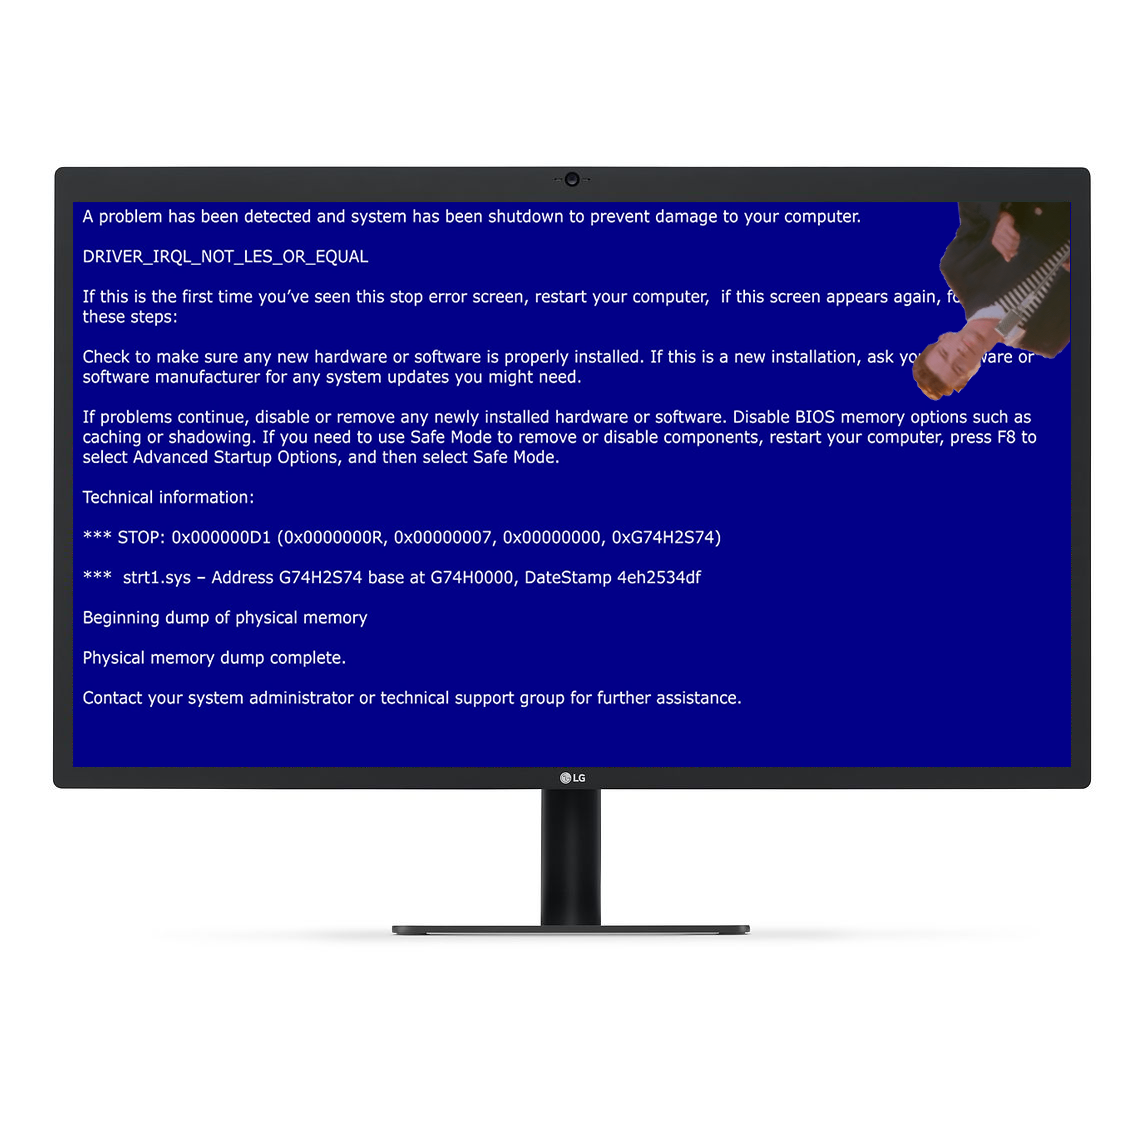 A problem has been detected and system has been shutdown to prevent damage to your computer.
DRIVER_IRQL_NOT_LES_OR_EQUAL
If this is the first time you’ve seen this stop error screen, restart your computer,  if this screen appears again,
these steps:
Check to make sure any new hardware or software is properly installed. If this is a new installation, ask or
software manufacturer for any system updates you might need.
If problems continue, disable or remove any newly installed hardware or software. Disable BIOS memory options such as
caching or shadowing. If you need to use Safe Mode to remove or disable components, restart your computer, press F8 to
select Advanced Startup Options, and then select Safe Mode.
Technical information:
*** STOP: 0x000000D1 (0x0000000R, 0x00000007, 0x00000000, 0xG74H2S74)
***  strt1.sys – Address G74H2S74 base at G74H0000, DateStamp 4eh2534df
Beginning dump of physical memory
Physical memory dump complete.
Contact your system administrator or technical support group for further assistance.
LG